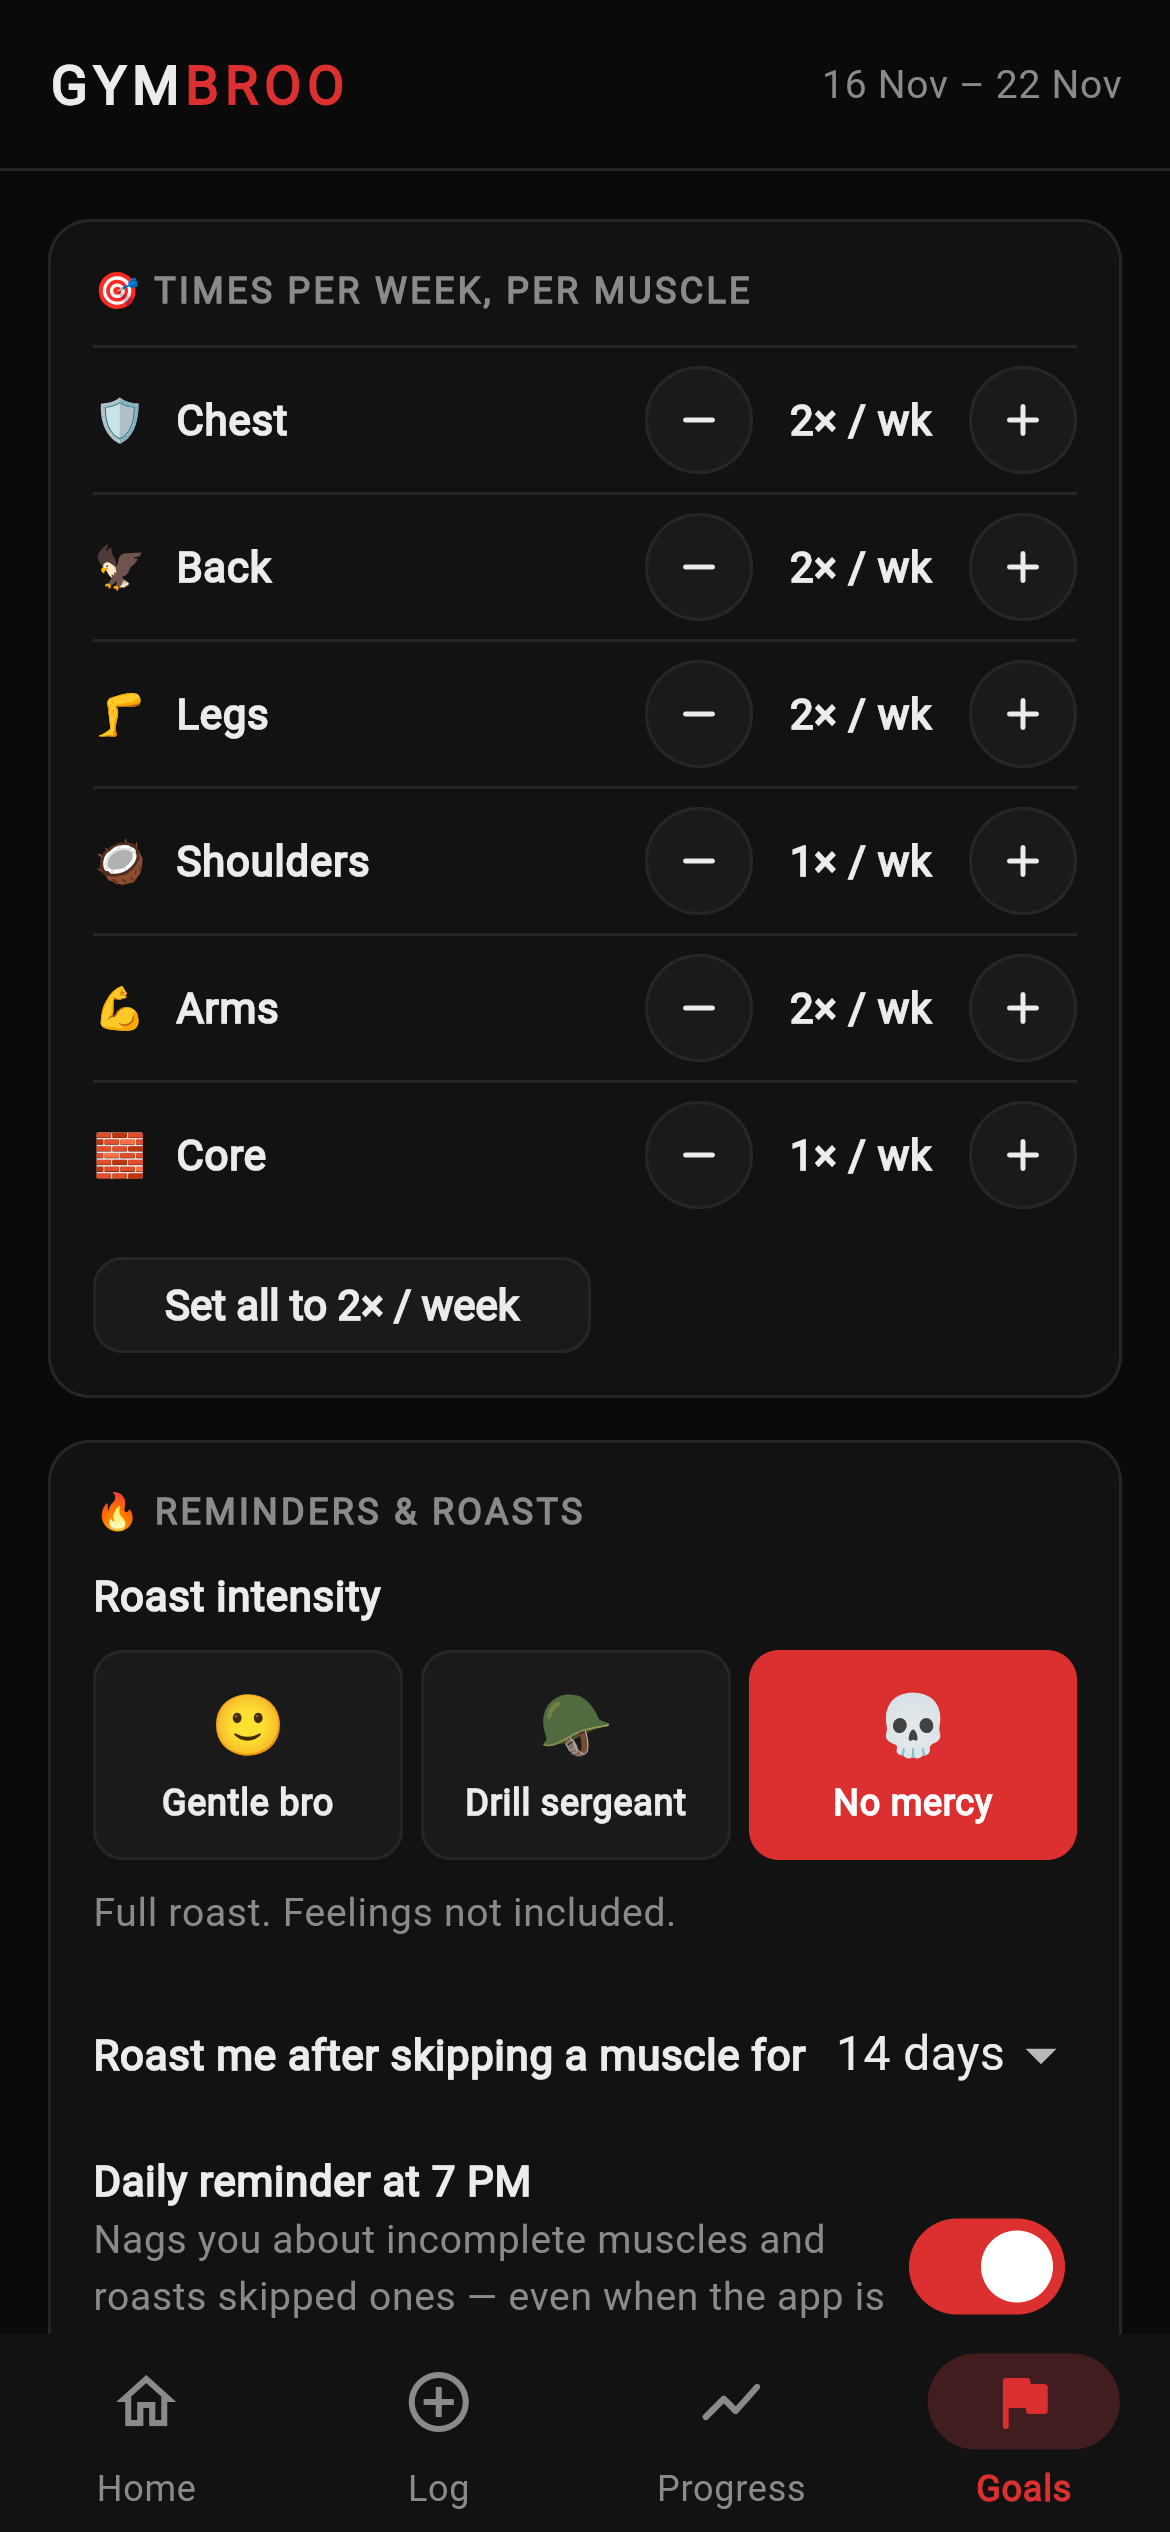 GYMBROO
16 Nov – 22 Nov
TIMES PER WEEK, PER MUSCLE
Chest
2× / wk
Back
2× / wk
Legs
2× / wk
Shoulders
1× / wk
Arms
2× / wk
Core
1× / wk
Set all to 2× / week
REMINDERS & ROASTS
Roast intensity
Gentle bro
Drill sergeant
No mercy
Full roast. Feelings not included.
Roast me after skipping a muscle for 14 days
Daily reminder at 7 PM
Nags you about incomplete muscles and
roasts skipped ones — even when the app is
Home
Log
Progress
Goals